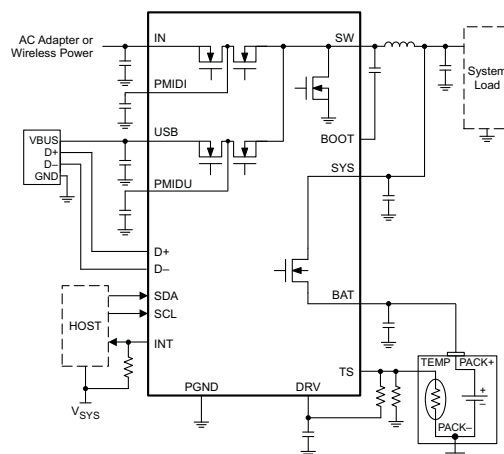 AC Adapter or
Wireless Power
IN
SW
System
Load
PMIDI
BOOT
USB
VBUS
D+
D–
GND
SYS
PMIDU
D+
D–
BAT
HOST
SDA
SCL
INT
TS
TEMP
PACK+
+
–
VSYS
PGND
DRV
PACK–